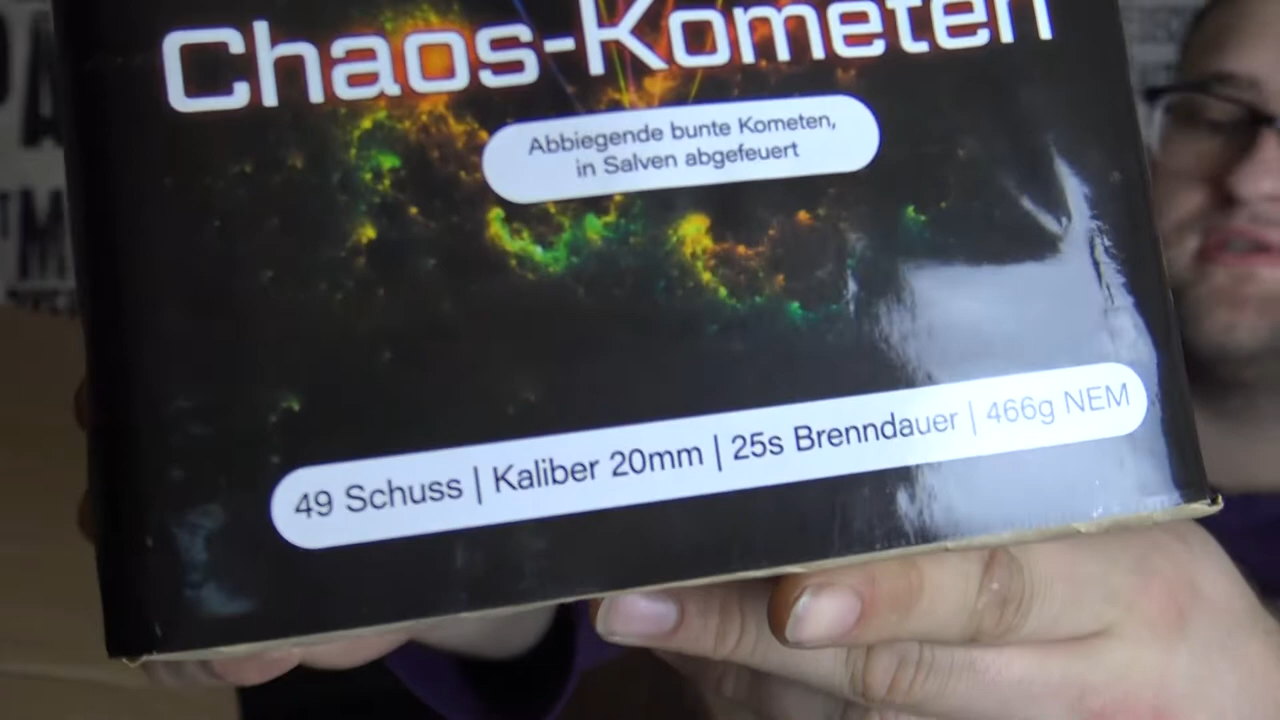 Chaos-Kometen
Abbiegende bunte Kometen,
in Salven abgefeuert
49 Schuss | Kaliber 20mm | 25s Brenndauer | 466g NEM